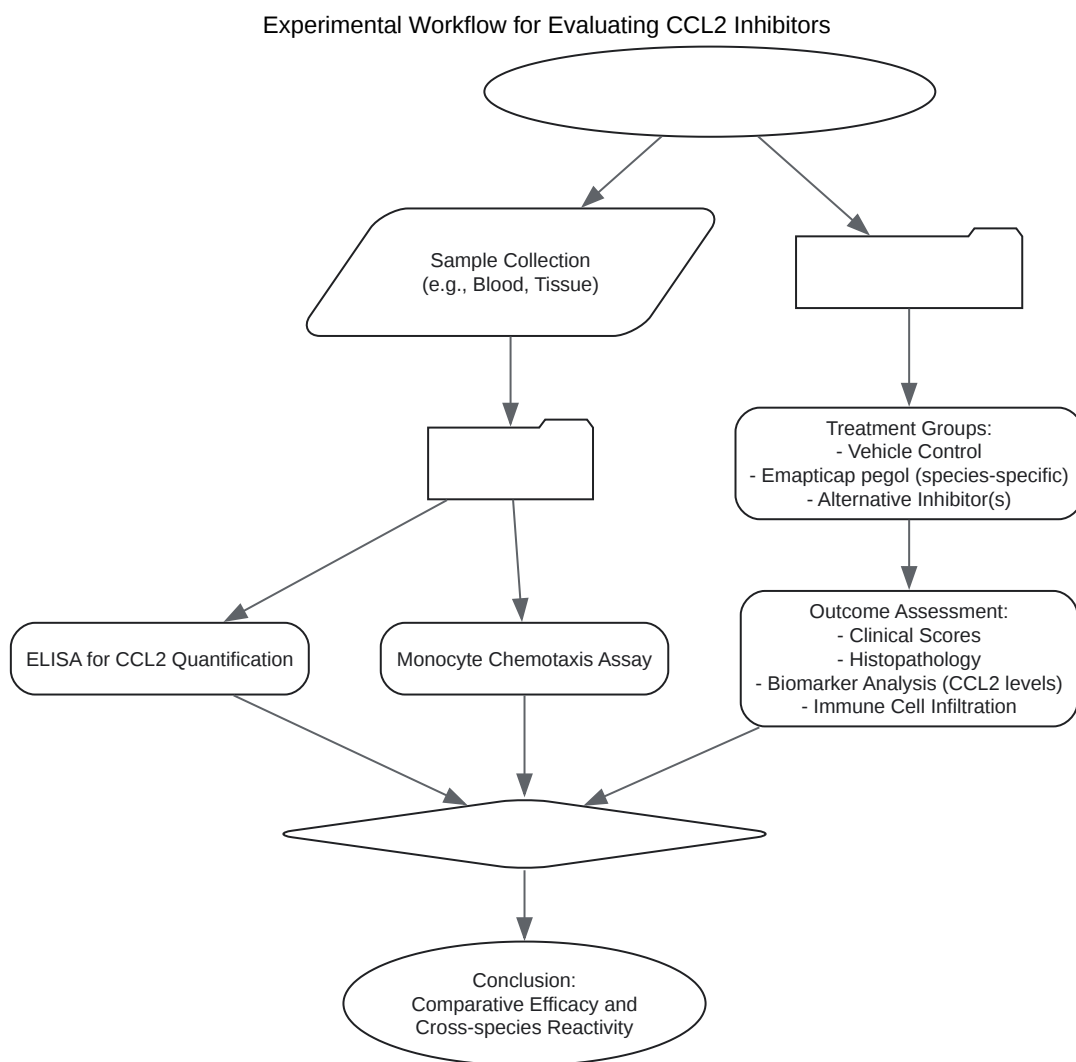 Experimental Workflow for Evaluating CCL2 Inhibitors
Sample Collection
(e.g., Blood, Tissue)
Treatment Groups:
- Vehicle Control
- Emapticap pegol (species-specific)
- Alternative Inhibitor(s)
ELISA for CCL2 Quantification
Monocyte Chemotaxis Assay
Outcome Assessment:
- Clinical Scores
- Histopathology
- Biomarker Analysis (CCL2 levels)
- Immune Cell Infiltration
Conclusion:
Comparative Efficacy and
Cross-species Reactivity